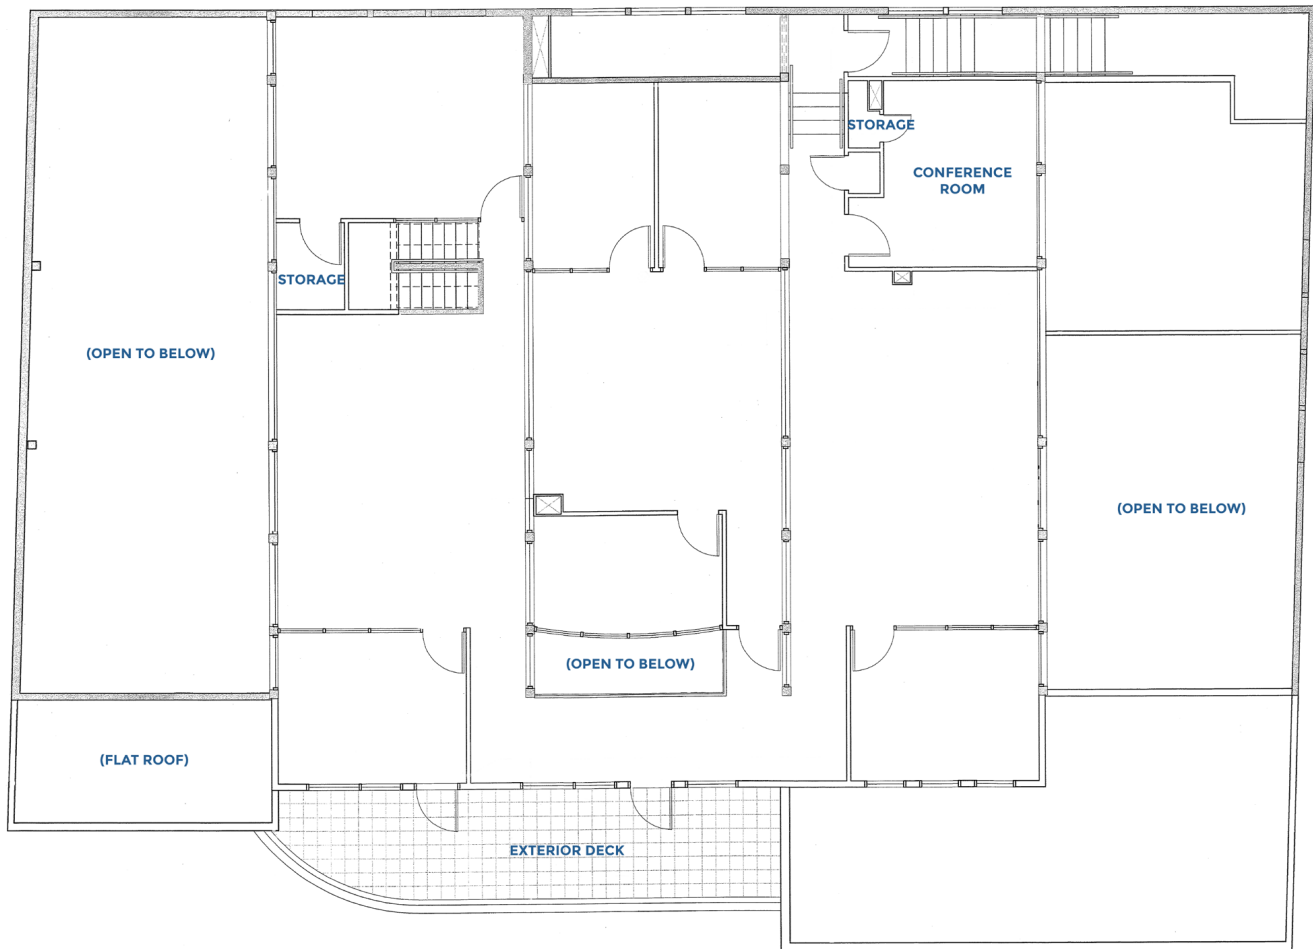 STORAGE
CONFERENCE
ROOM
STORAGE
(OPEN TO BELOW)
(OPEN TO BELOW)
(OPEN TO BELOW)
(FLAT ROOF)
EXTERIOR DECK